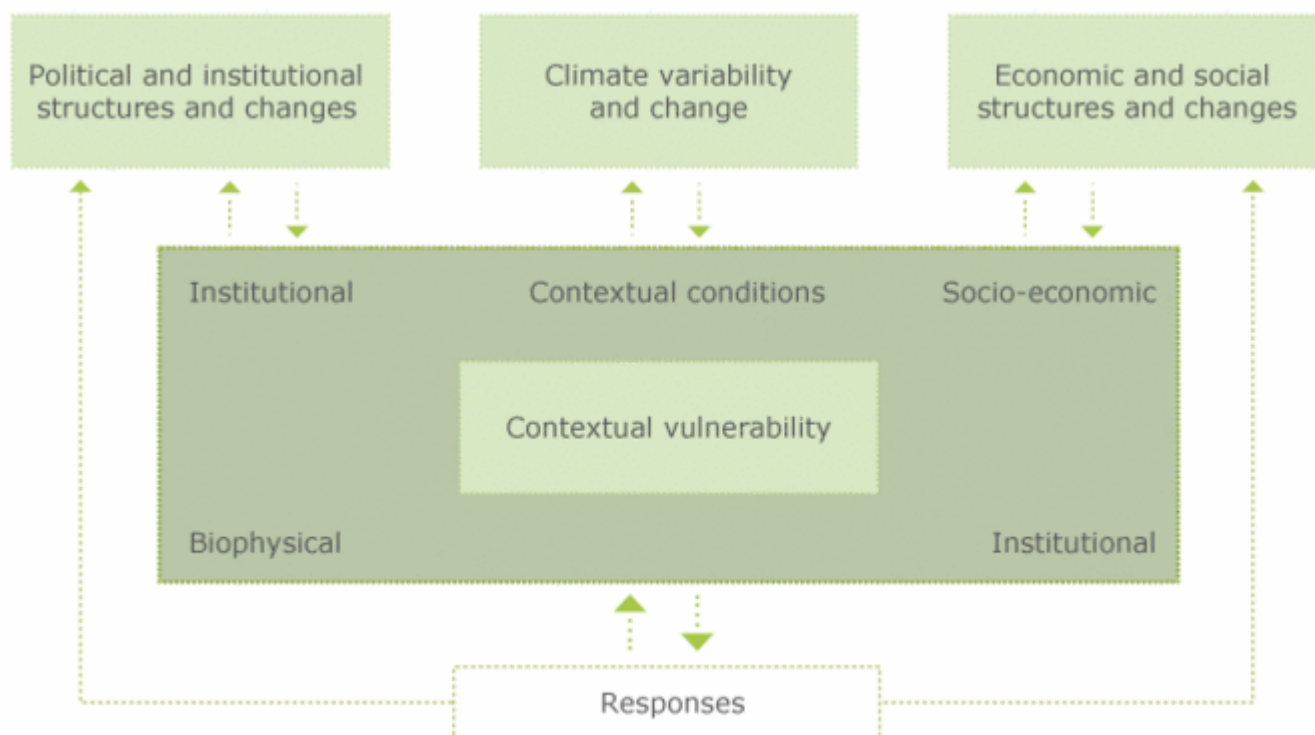 Political and institutional
structures and changes
Climate variability
and change
Economic and social
structures and changes
Institutional
Contextual conditions
Socio-economic
Contextual vulnerability
Biophysical
Institutional
Responses